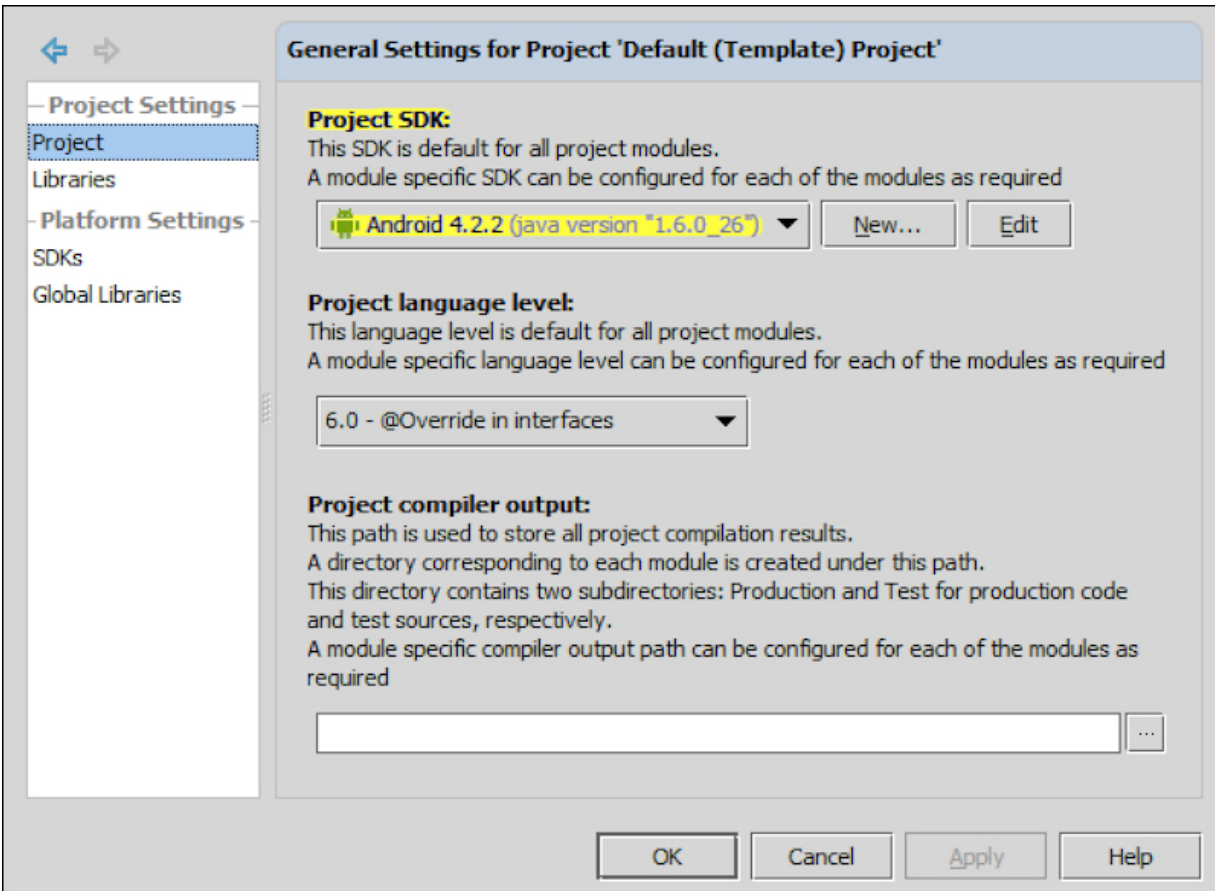 General Settings for Project 'Default (Template) Project'
Project Settings
Project
Libraries
Platform Settings
SDKs
Global Libraries
Project SDK:
This SDK is default for all project modules.
A module specific SDK can be configured for each of the modules as required
Android 4.2.2 (java version "1.6.0_26")
New...
Edit
Project language level:
This language level is default for all project modules.
A module specific language level can be configured for each of the modules as required
6.0 - @Override in interfaces
Project compiler output:
This path is used to store all project compilation results.
A directory corresponding to each module is created under this path.
This directory contains two subdirectories: Production and Test for production code
and test sources, respectively.
A module specific compiler output path can be configured for each of the modules as
required
...
OK
Cancel
Apply
Help